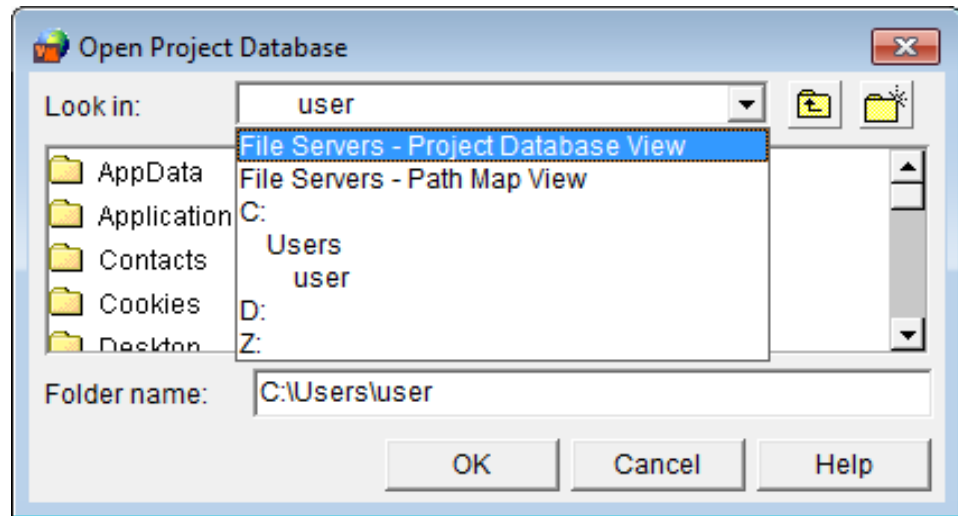 Open Project Database
Look in:
user
File Servers - Project Database View
File Servers - Path Map View
C:
Users
user
D:
Z:
AppData
Application
Contacts
Cookies
Desktop
Folder name:
C:\Users\user
OK
Cancel
Help